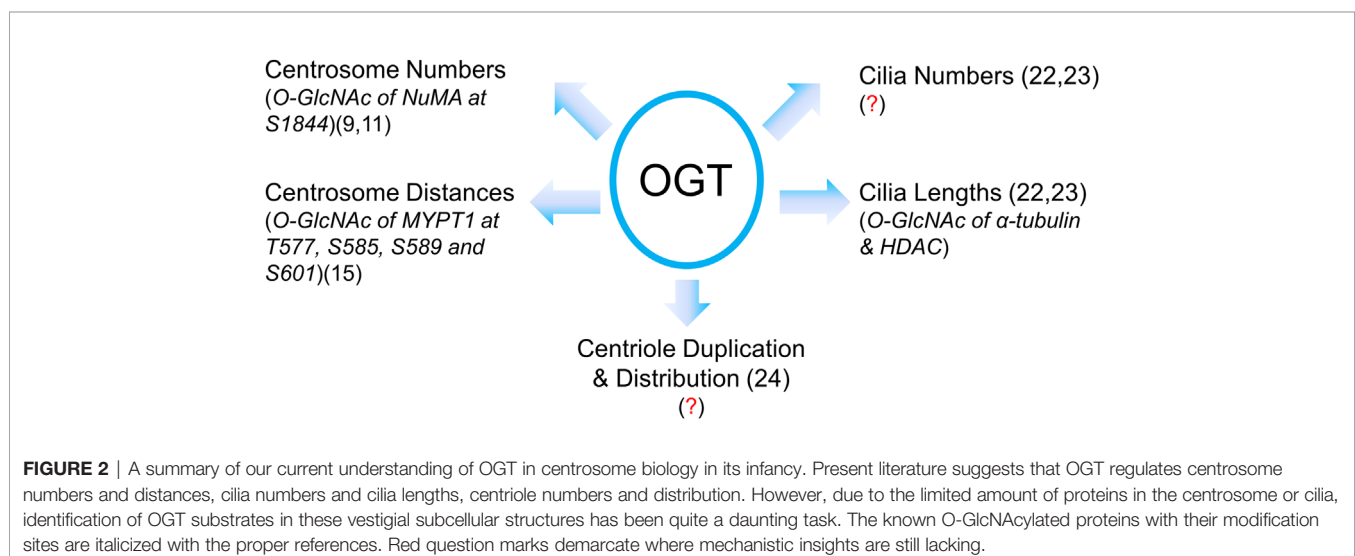 Centrosome Numbers
(O-GlcNAc of NuMA at
S1844)(9,11)
Cilia Numbers (22,23)
(?)
OGT
Centrosome Distances
(O-GlcNAc of MYPT1 at
T577, S585, S589 and
S601)(15)
Cilia Lengths (22,23)
(O-GlcNAc of α-tubulin
& HDAC)
Centriole Duplication
& Distribution (24)
(?)
FIGURE 2 | A summary of our current understanding of OGT in centrosome biology in its infancy. Present literature suggests that OGT regulates centrosome
numbers and distances, cilia numbers and cilia lengths, centriole numbers and distribution. However, due to the limited amount of proteins in the centrosome or cilia,
identification of OGT substrates in these vestigial subcellular structures has been quite a daunting task. The known O-GlcNAcylated proteins with their modification
sites are italicized with the proper references. Red question marks demarcate where mechanistic insights are still lacking.